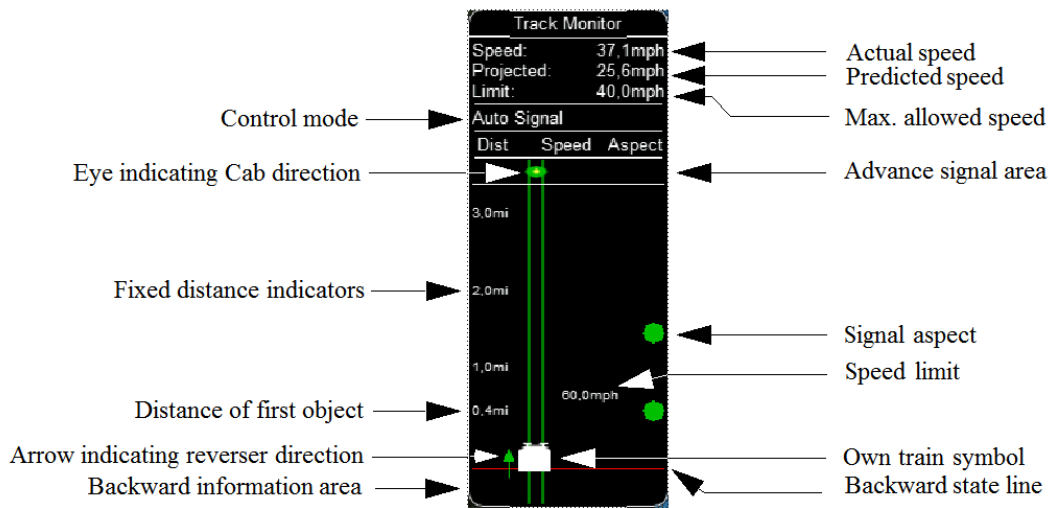 Track Monitor
Speed: 37,1mph
Actual speed
Projected: 25,6mph
Predicted speed
Limit: 40,0mph
Max. allowed speed
Control mode
Auto Signal
Dist Speed Aspect
Eye indicating Cab direction
Advance signal area
3,0mi
Fixed distance indicators
2,0mi
Signal aspect
1,0mi
Speed limit
60,0mph
Distance of first object
0,4mi
Arrow indicating reverser direction
Own train symbol
Backward information area
Backward state line